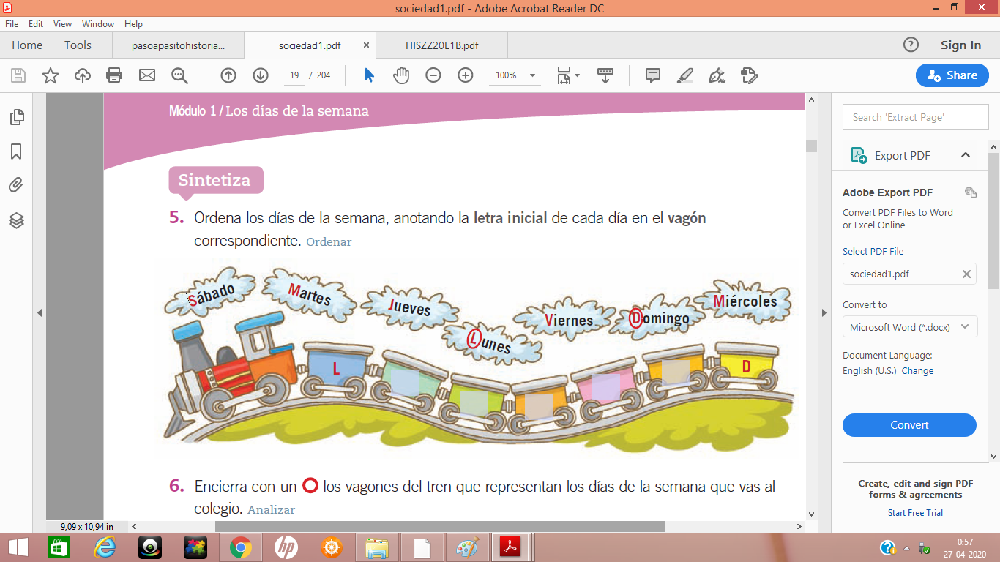 sociedad1.pdf - Adobe Acrobat Reader DC
File Edit View Window Help
Home Tools pasoapasitohistoria... sociedad1.pdf HISZZ20E1B.pdf Sign In
19 / 204 100% Share
Módulo 1 / Los días de la semana
Sintetiza
5. Ordena los días de la semana, anotando la letra inicial de cada día en el vagón
correspondiente. Ordenar
Sábado
Martes
Jueves
Lunes
Viernes
Domingo
Miércoles
L
D
6. Encierra con un los vagones del tren que representan los días de la semana que vas al
colegio. Analizar
9,09 x 10,94 in
Search 'Extract Page'
Export PDF
Adobe Export PDF
Convert PDF Files to Word
or Excel Online
Select PDF File
sociedad1.pdf
Convert to
Microsoft Word (*.docx)
Document Language:
English (U.S.) Change
Convert
Create, edit and sign PDF
forms & agreements
Start Free Trial
hp
0:57
27-04-2020